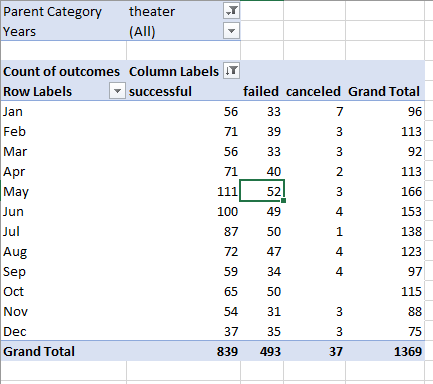 Parent Category theater
Years (All)
Count of outcomes Column Labels
Row Labels successful failed canceled Grand Total
Jan 56 33 7 96
Feb 71 39 3 113
Mar 56 33 3 92
Apr 71 40 2 113
May 111 52 3 166
Jun 100 49 4 153
Jul 87 50 1 138
Aug 72 47 4 123
Sep 59 34 4 97
Oct 65 50 115
Nov 54 31 3 88
Dec 37 35 3 75
Grand Total 839 493 37 1369